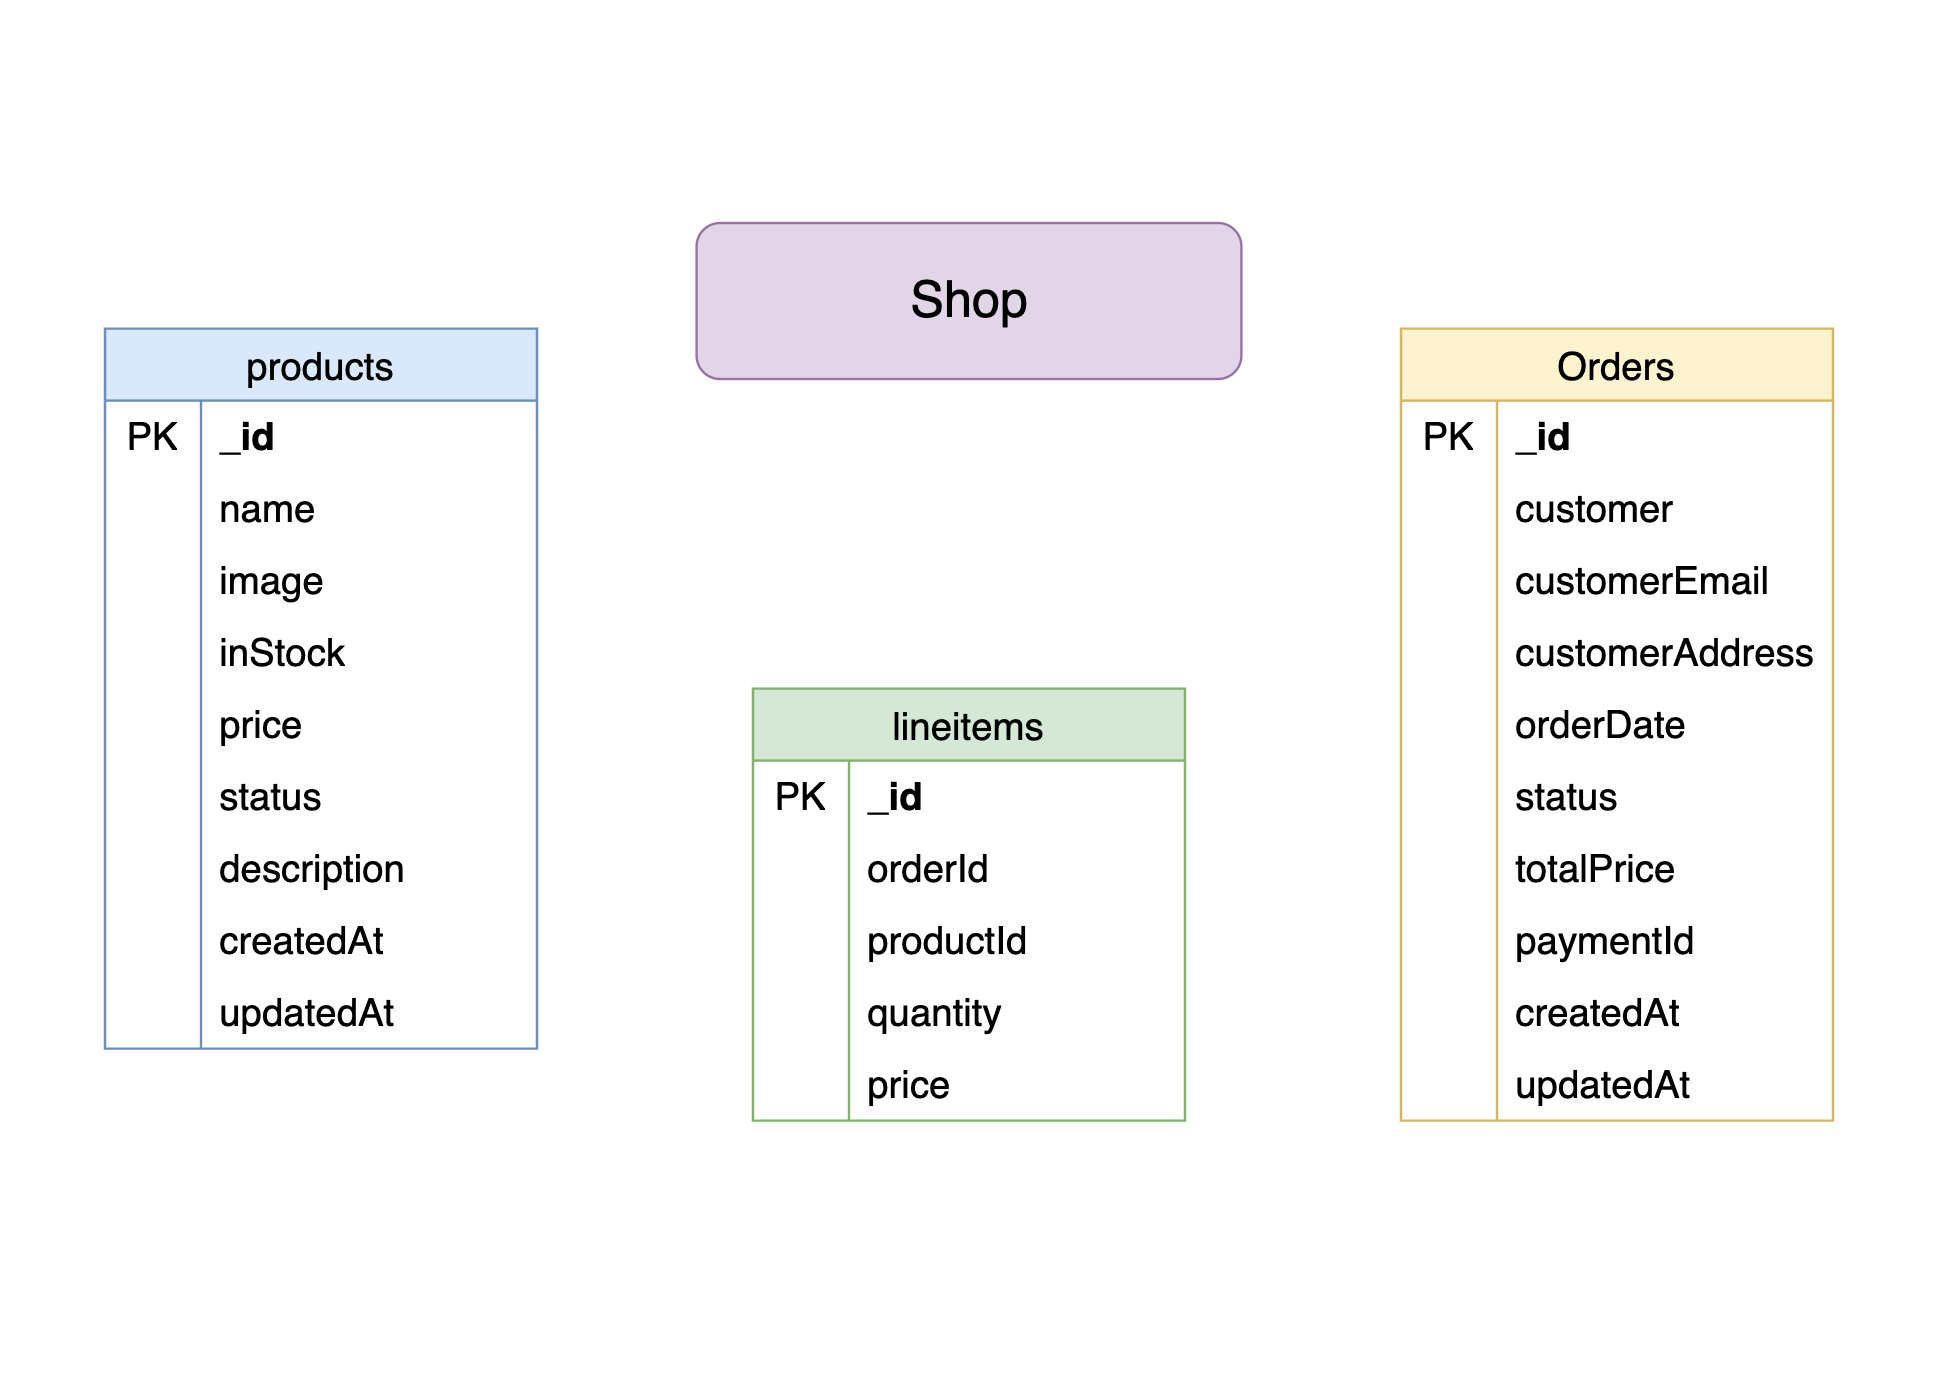 Shop
products
PK _id
name
image
inStock
price
status
description
createdAt
updatedAt
lineitems
PK _id
orderId
productId
quantity
price
Orders
PK _id
customer
customerEmail
customerAddress
orderDate
status
totalPrice
paymentId
createdAt
updatedAt